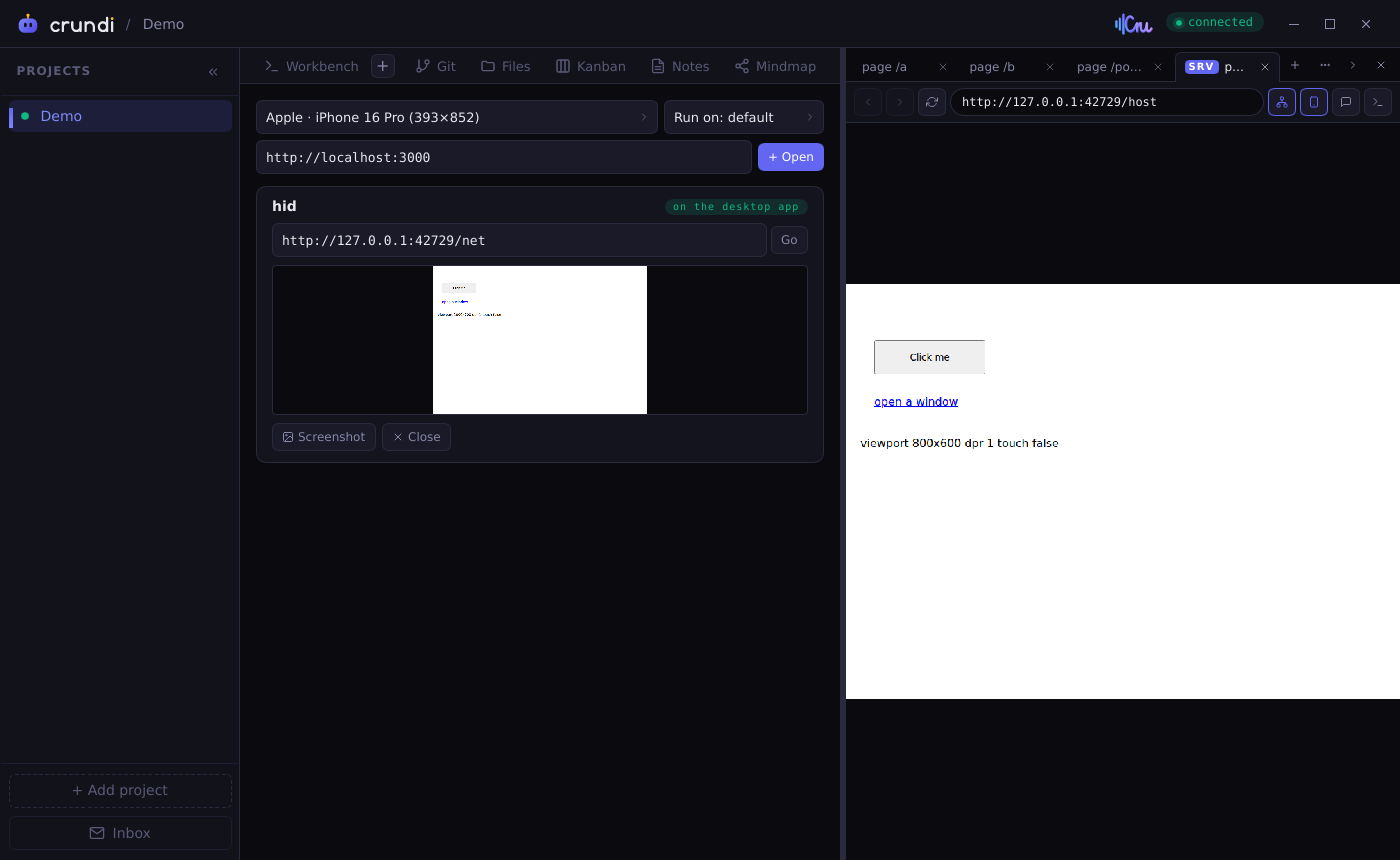 crundi / Demo
Cru
connected
PROJECTS «
Demo
+ Add project
Inbox
Workbench + Git Files Kanban Notes Mindmap
Apple · iPhone 16 Pro (393×852)
Run on: default
http://localhost:3000
+ Open
hid
on the desktop app
http://127.0.0.1:42729/net
Go
open a window
Screenshot
Close
page /a
page /b
page /po...
SRV p...
http://127.0.0.1:42729/host
Click me
open a window
viewport 800x600 dpr 1 touch false